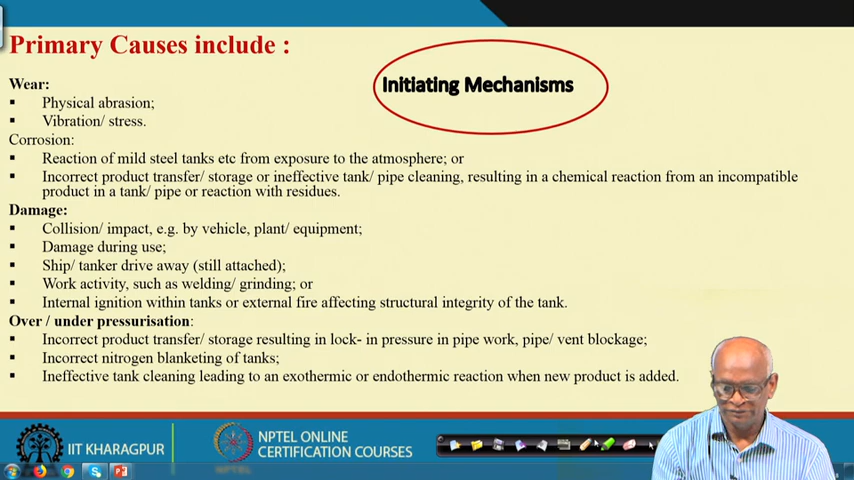 Primary Causes include :
Initiating Mechanisms
Wear:
▪ Physical abrasion;
▪ Vibration/ stress.
Corrosion:
▪ Reaction of mild steel tanks etc from exposure to the atmosphere; or
▪ Incorrect product transfer/ storage or ineffective tank/ pipe cleaning, resulting in a chemical reaction from an incompatible
product in a tank/ pipe or reaction with residues.
Damage:
▪ Collision/ impact, e.g. by vehicle, plant/ equipment;
▪ Damage during use;
▪ Ship/ tanker drive away (still attached);
▪ Work activity, such as welding/ grinding; or
▪ Internal ignition within tanks or external fire affecting structural integrity of the tank.
Over / under pressurisation:
▪ Incorrect product transfer/ storage resulting in lock- in pressure in pipe work, pipe/ vent blockage;
▪ Incorrect nitrogen blanketing of tanks;
▪ Ineffective tank cleaning leading to an exothermic or endothermic reaction when new product is added.
IIT KHARAGPUR
NPTEL ONLINE
CERTIFICATION COURSES
NPTEL